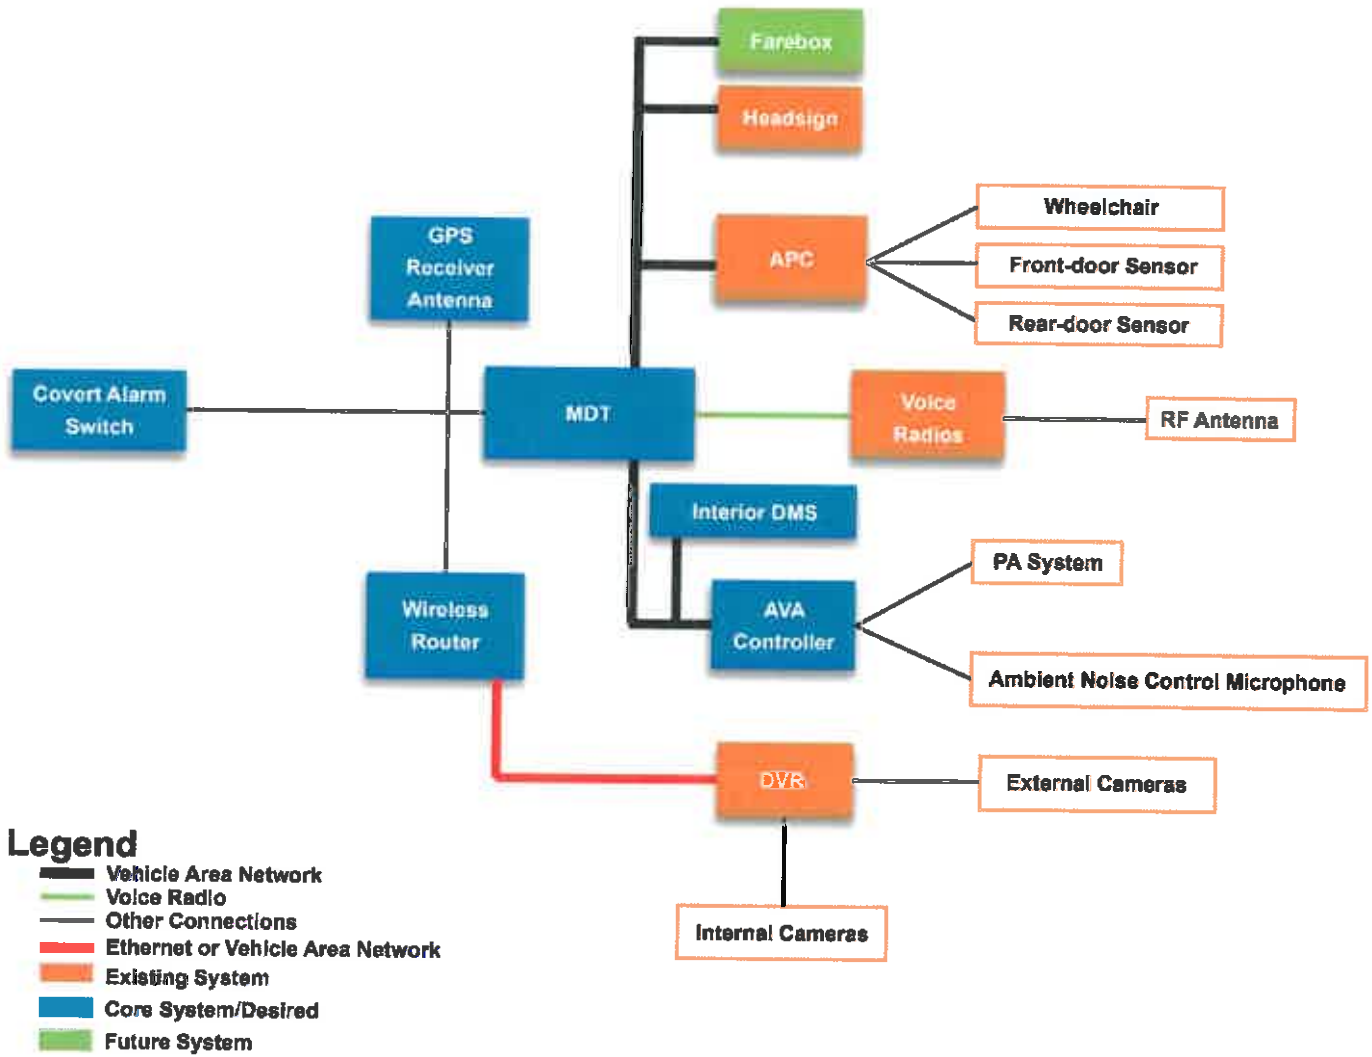 Farebox
Headsign
GPS
Receiver
Antenna
APC
Wheelchair
Front-door Sensor
Rear-door Sensor
Covert Alarm
Switch
MDT
Voice
Radios
RF Antenna
Interior DMS
Wireless
Router
AVA
Controller
PA System
Ambient Noise Control Microphone
DVR
External Cameras
Internal Cameras
Legend
Vehicle Area Network
Voice Radio
Other Connections
Ethernet or Vehicle Area Network
Existing System
Core System/Desired
Future System